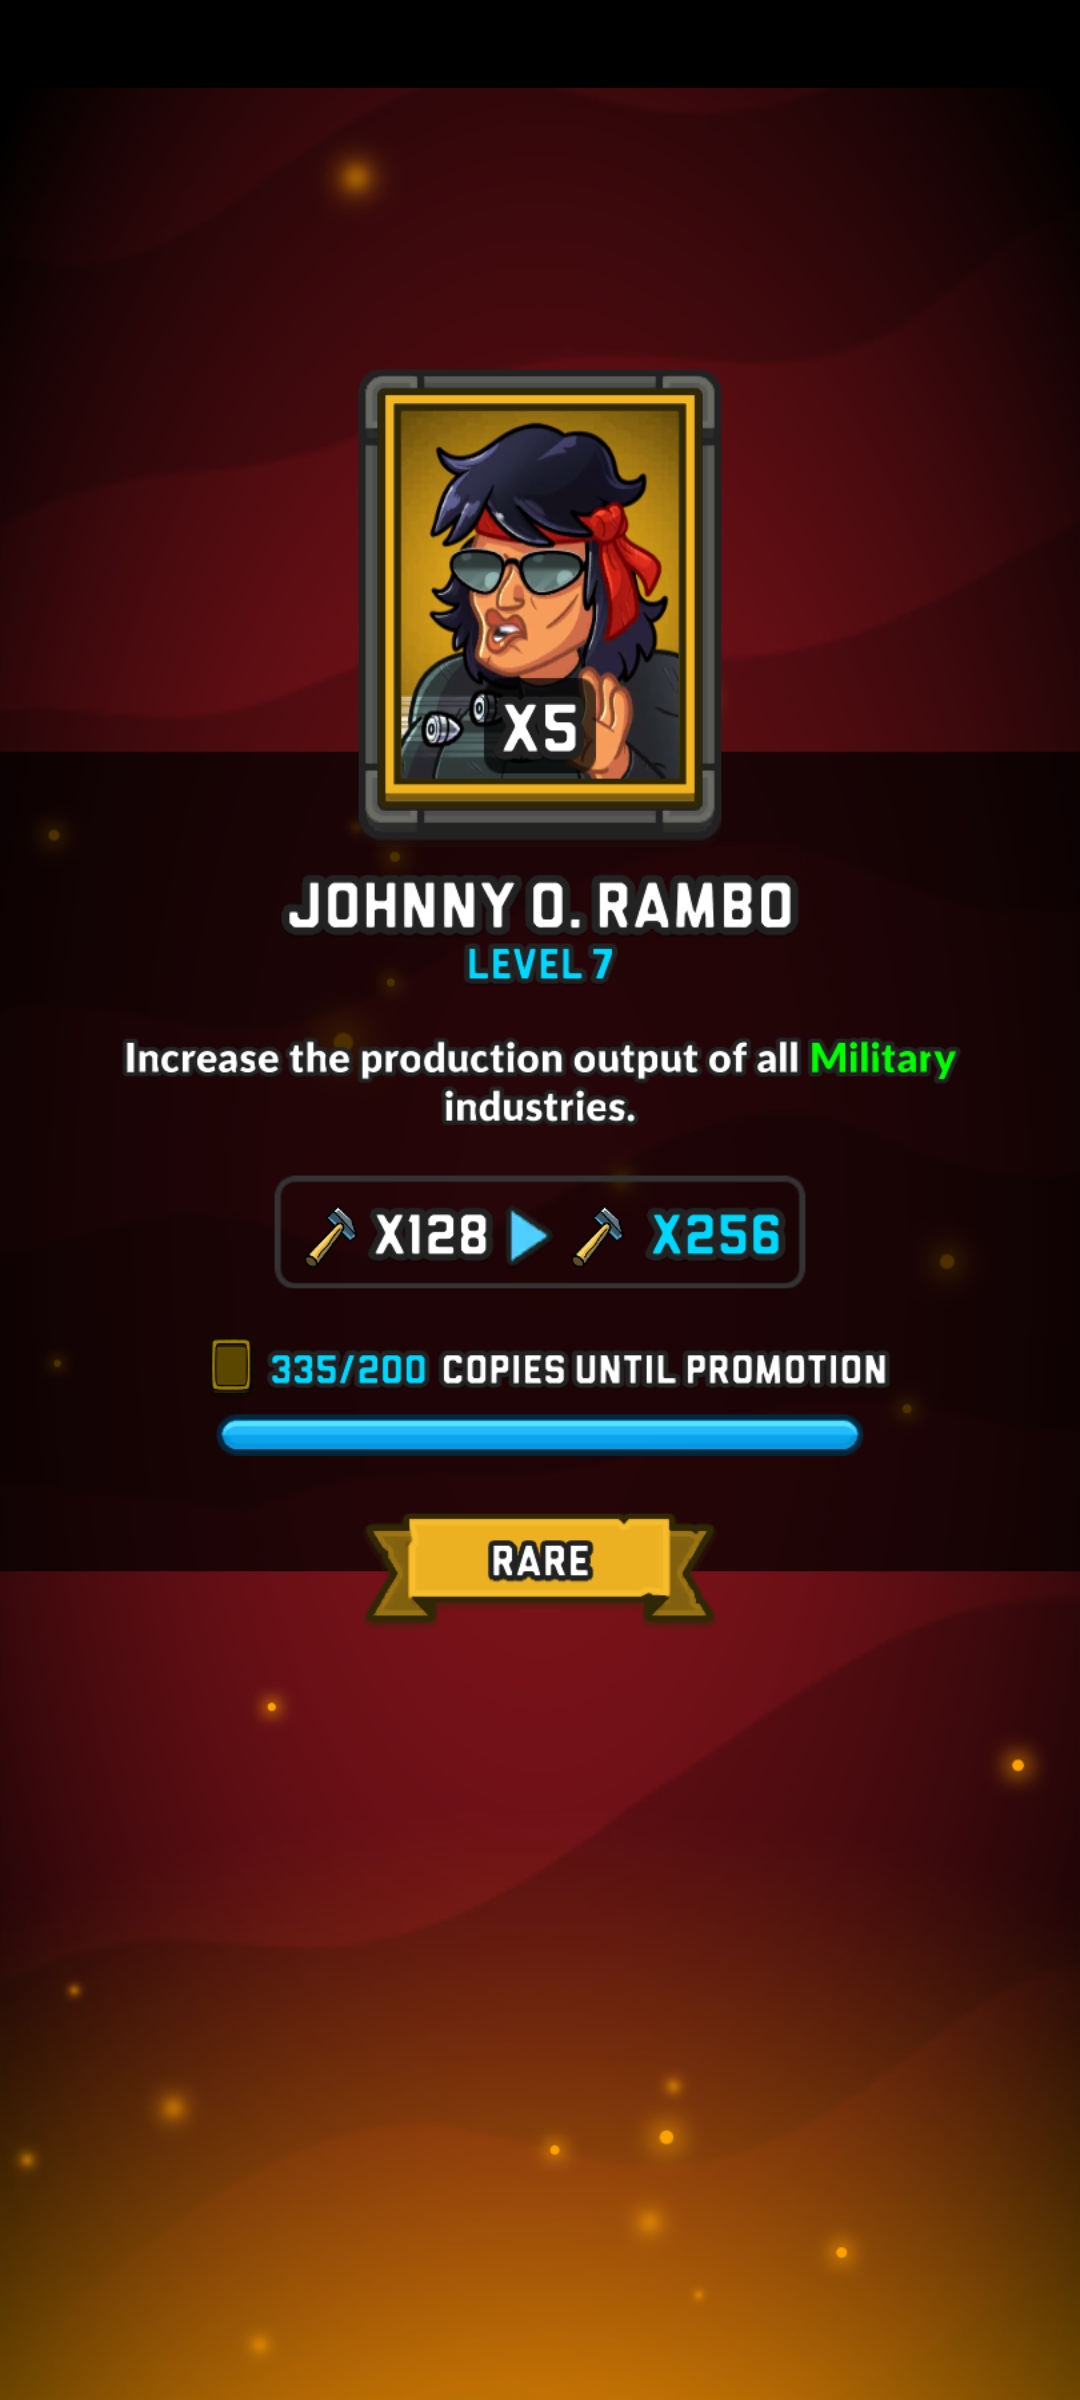 X5
JOHNNY O. RAMBO
LEVEL 7
Increase the production output of all Military
industries.
X128 X256
335/200 COPIES UNTIL PROMOTION
RARE